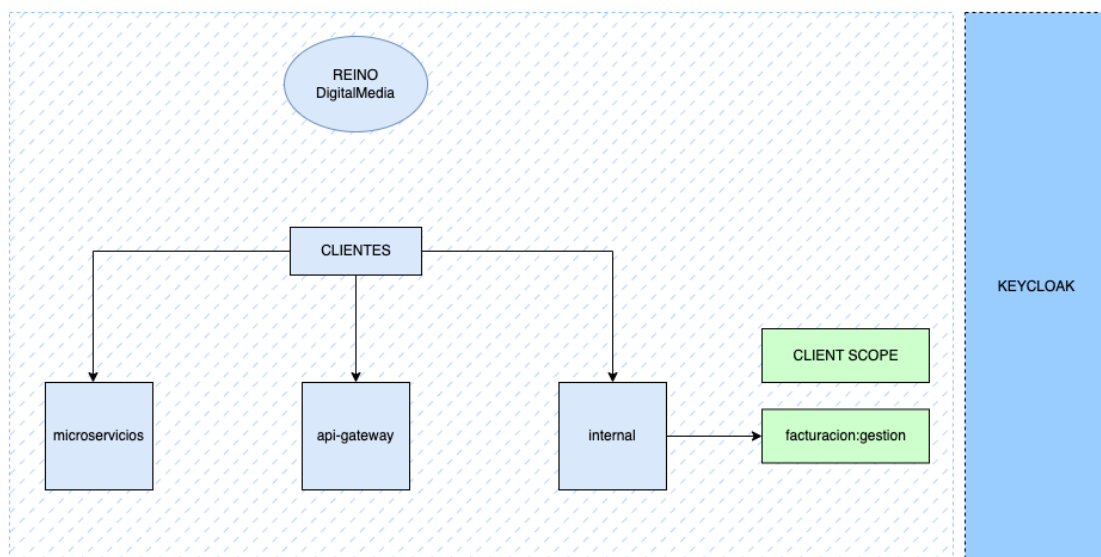 REINO
DigitalMedia
CLIENTES
KEYCLOAK
CLIENT SCOPE
microservicios
api-gateway
internal
facturacion:gestion